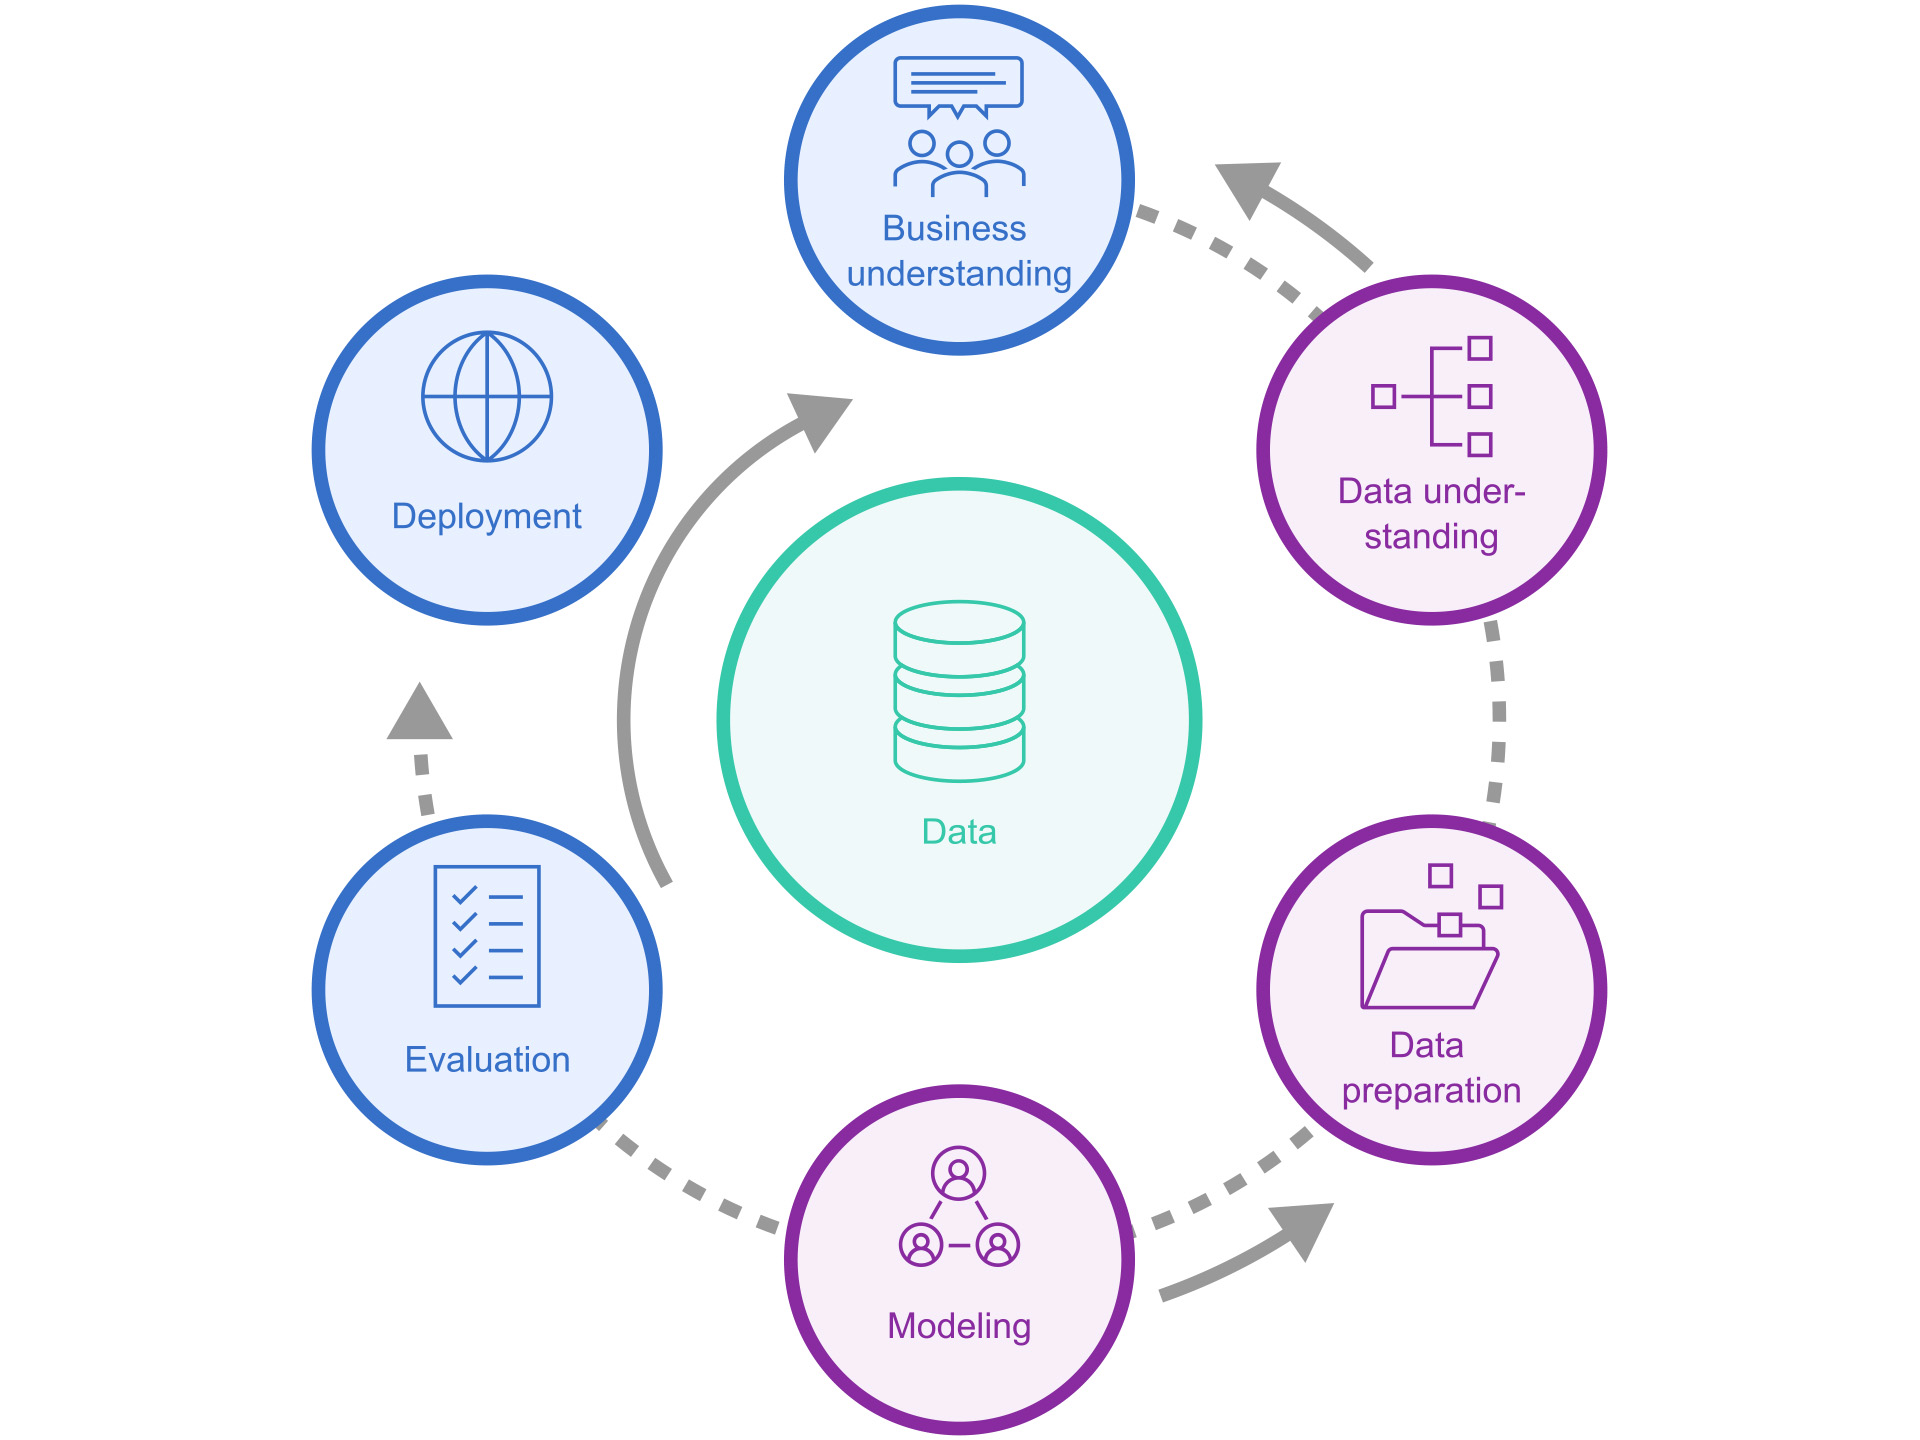 Business
understanding
Data under-
standing
Data
preparation
Modeling
Evaluation
Deployment
Data